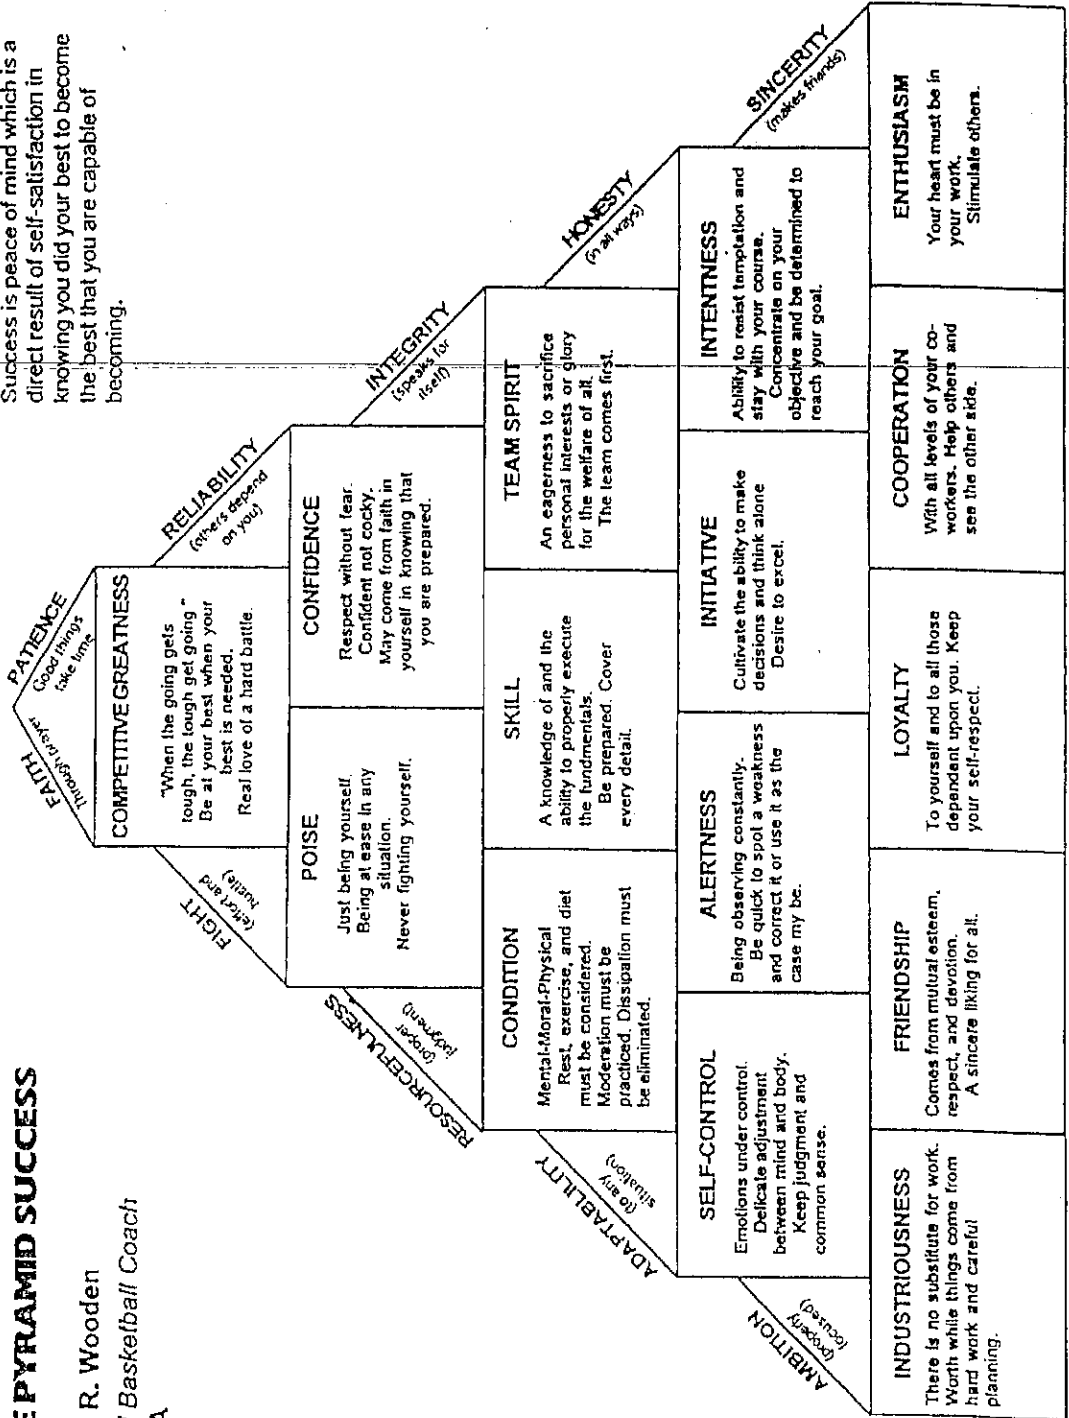 E PYRAMID SUCCESS
R. Wooden
Basketball Coach
A
Success is peace of mind which is a
direct result of self-satisfaction in
knowing you did your best to become
the best that you are capable of
becoming.
FAITH
Through prayer
PATIENCE
Good things
take time
COMPETITIVE GREATNESS
"When the going gets
tough, the tough get going "
Be at your best when your
best is needed.
Real love of a hard battle.
FIGHT
(effort and
hustle)
RELIABILITY
(others depend
on you)
POISE
Just being yourself.
Being at ease in any
situation.
Never fighting yourself.
CONFIDENCE
Respect without fear.
Confident not cocky.
May come from faith in
yourself in knowing that
you are prepared.
RESOURCEFULNESS
(proper
judgment)
INTEGRITY
(speaks for
itself)
CONDITION
Mental-Moral-Physical
Rest, exercise, and diet
must be considered.
Moderation must be
practiced. Dissipation must
be eliminated.
SKILL
A knowledge of and the
ability to properly execute
the fundmentals.
Be prepared. Cover
every detail.
TEAM SPIRIT
An eagerness to sacrifice
personal interests or glory
for the welfare of all.
The team comes first.
ADAPTABLILITY
(to any
situation)
HONESTY
(in all ways)
SELF-CONTROL
Emotions under control.
Delicate adjustment
between mind and body.
Keep judgment and
common sense.
ALERTNESS
Being observing constantly.
Be quick to spot a weakness
and correct it or use it as the
case my be.
INITIATIVE
Cultivate the ability to make
decisions and think alone
Desire to excel.
INTENTNESS
Ablility to resist temptation and
stay with your course.
Concentrate on your
objective and be determined to
reach your goal.
AMBITION
(properly
focused)
SINCERITY
(makes friends)
INDUSTRIOUSNESS
There is no substitute for work.
Worth while things come from
hard work and careful
planning.
FRIENDSHIP
Comes from mutual esteem,
respect, and devotion.
A sincere liking for all.
LOYALTY
To yourself and to all those
dependent upon you. Keep
your self-respect.
COOPERATION
With all levels of your co-
workers. Help others and
see the other side.
ENTHUSIASM
Your heart must be in
your work.
Stimulate others.